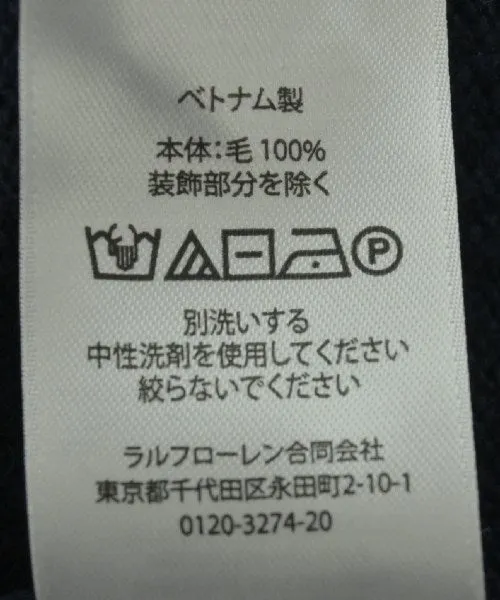 ベトナム製
本体:毛 100%
装飾部分を除く
P
別洗いする
中性洗剤を使用してください
絞らないでください
ラルフローレン合同会社
東京都千代田区永田町2-10-1
0120-3274-20